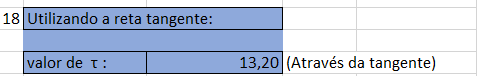 18 Utilizando a reta tangente:
valor de τ : 13,20 (Através da tangente)